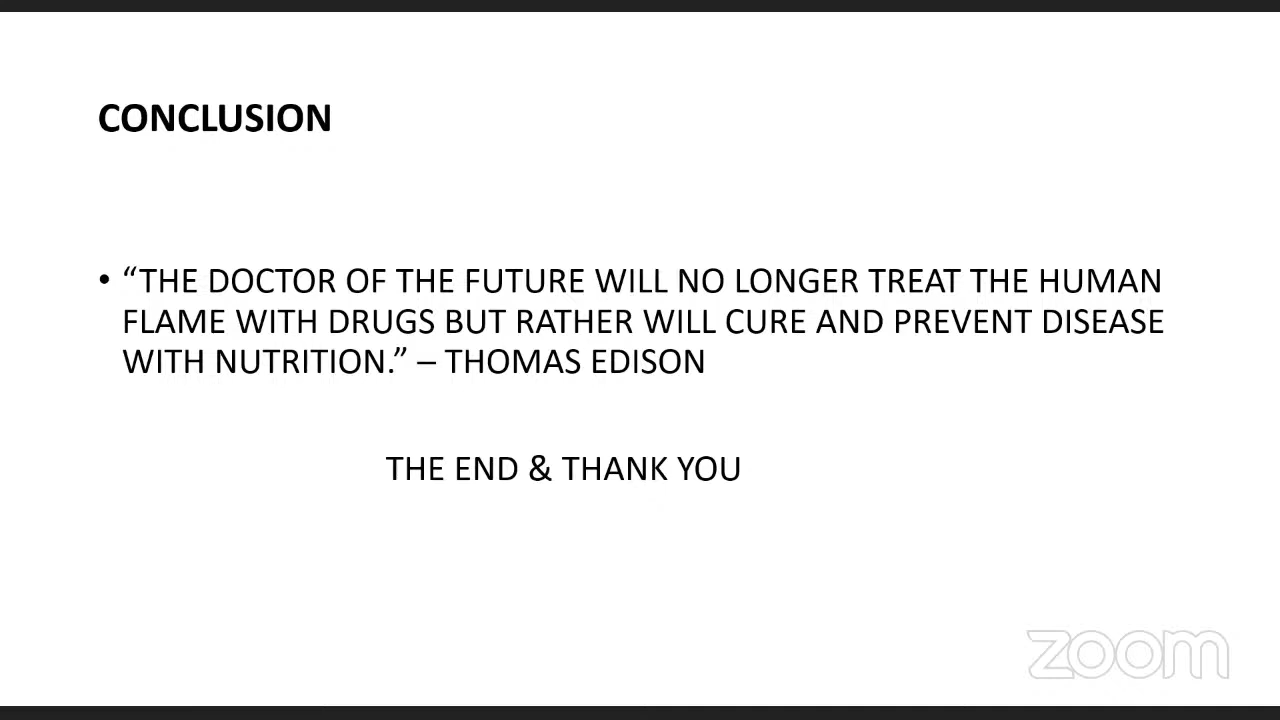 CONCLUSION
• “THE DOCTOR OF THE FUTURE WILL NO LONGER TREAT THE HUMAN
FLAME WITH DRUGS BUT RATHER WILL CURE AND PREVENT DISEASE
WITH NUTRITION.” – THOMAS EDISON
THE END & THANK YOU
zoom